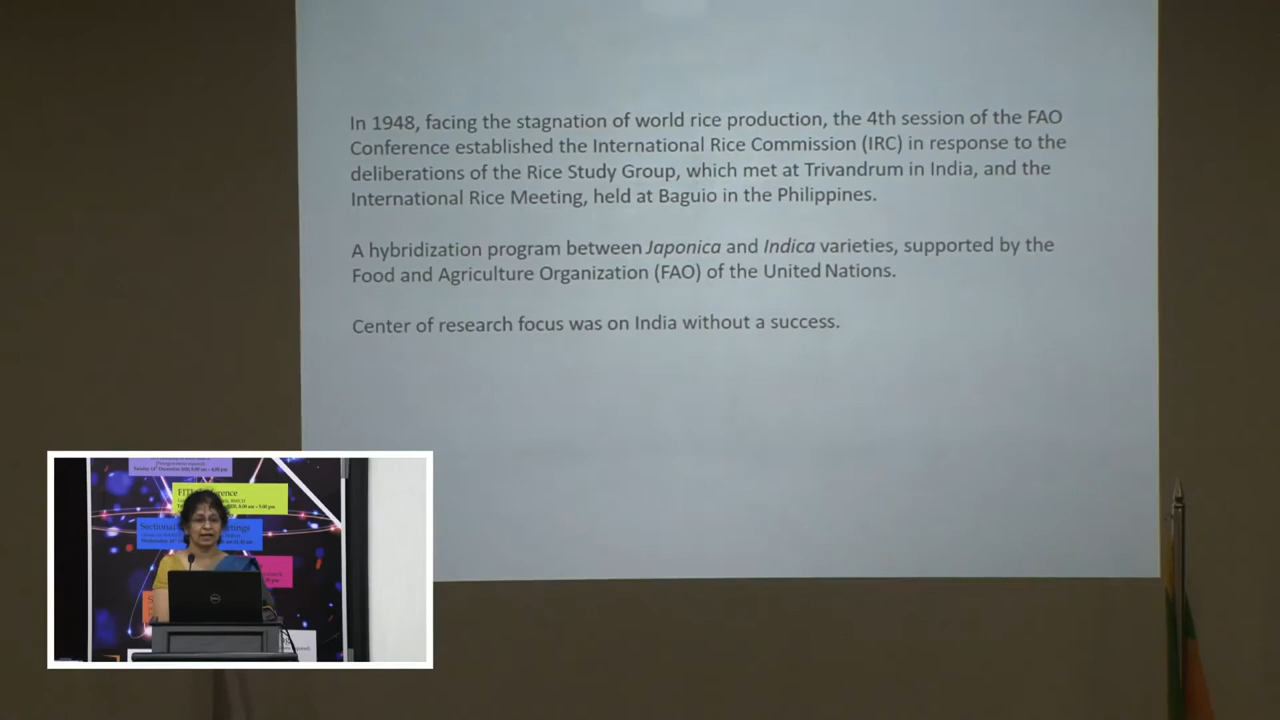 In 1948, facing the stagnation of world rice production, the 4th session of the FAO
Conference established the International Rice Commission (IRC) in response to the
deliberations of the Rice Study Group, which met at Trivandrum in India, and the
International Rice Meeting, held at Baguio in the Philippines.
A hybridization program between Japonica and Indica varieties, supported by the
Food and Agriculture Organization (FAO) of the United Nations.
Center of research focus was on India without a success.
Sectional
DELL